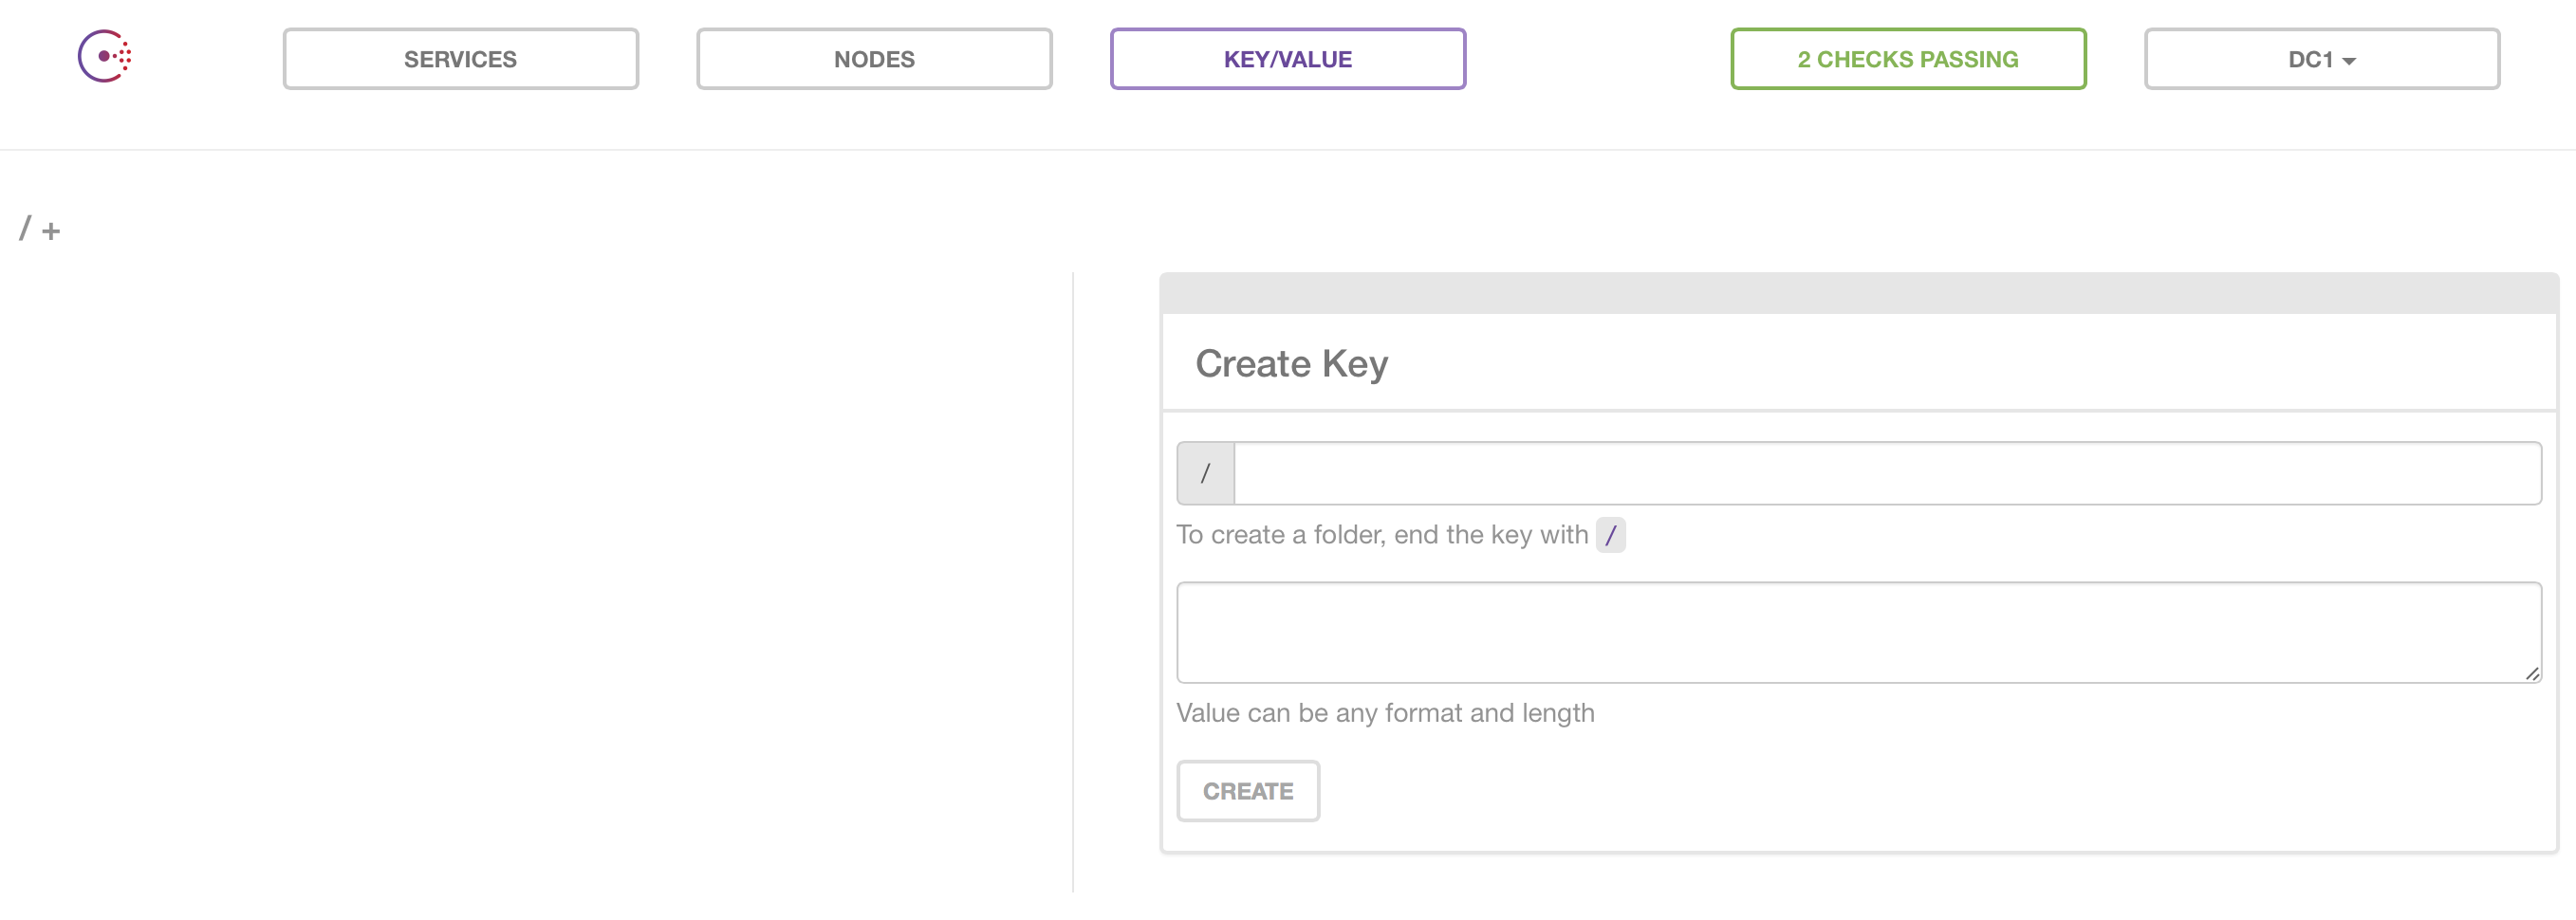 SERVICES NODES KEY/VALUE 2 CHECKS PASSING DC1
/ +
Create Key
/
To create a folder, end the key with /
Value can be any format and length
CREATE